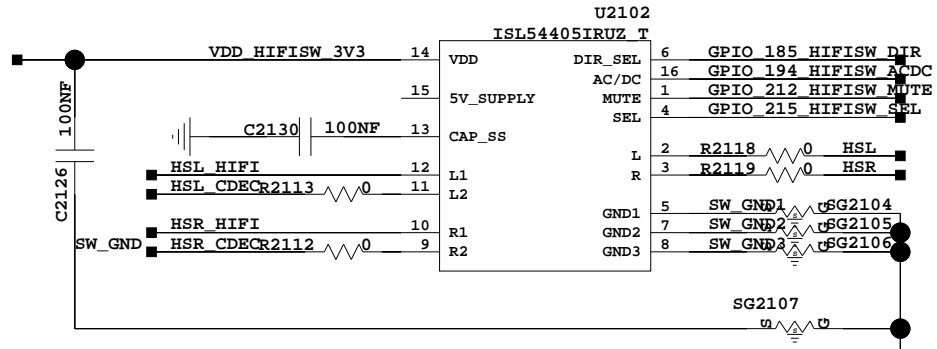 U2102
ISL54405IRUZ_T
VDD_HIFISW_3V3 14 VDD DIR_SEL 6 GPIO_185_HIFISW_DIR
AC/DC 16 GPIO_194_HIFISW_ACDC
15 5V_SUPPLY MUTE 1 GPIO_212_HIFISW_MUTE
SEL 4 GPIO_215_HIFISW_SEL
100NF
C2130 100NF 13 CAP_SS
L 2 R2118 0 HSL
HSL_HIFI 12 L1 R 3 R2119 0 HSR
C2126
HSL_CDEC R2113 0 11 L2
GND1 5 SW_GND1 S G SG2104
HSR_HIFI 10 R1 GND2 7 SW_GND2 S G SG2105
SW_GND HSR_CDEC R2112 0 9 R2 GND3 8 SW_GND3 S G SG2106
SG2107
S S G